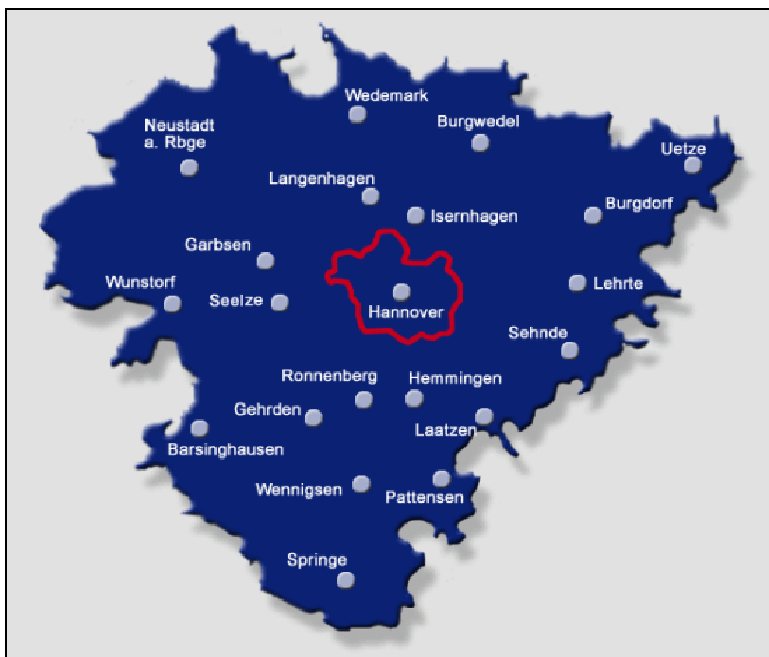 Wedemark
Neustadt
a. Rbge
Burgwedel
Uetze
Langenhagen
Isernhagen
Burgdorf
Garbsen
Wunstorf
Seelze
Hannover
Lehrte
Sehnde
Ronnenberg
Hemmingen
Gehrden
Laatzen
Barsinghausen
Wennigsen
Pattensen
Springe